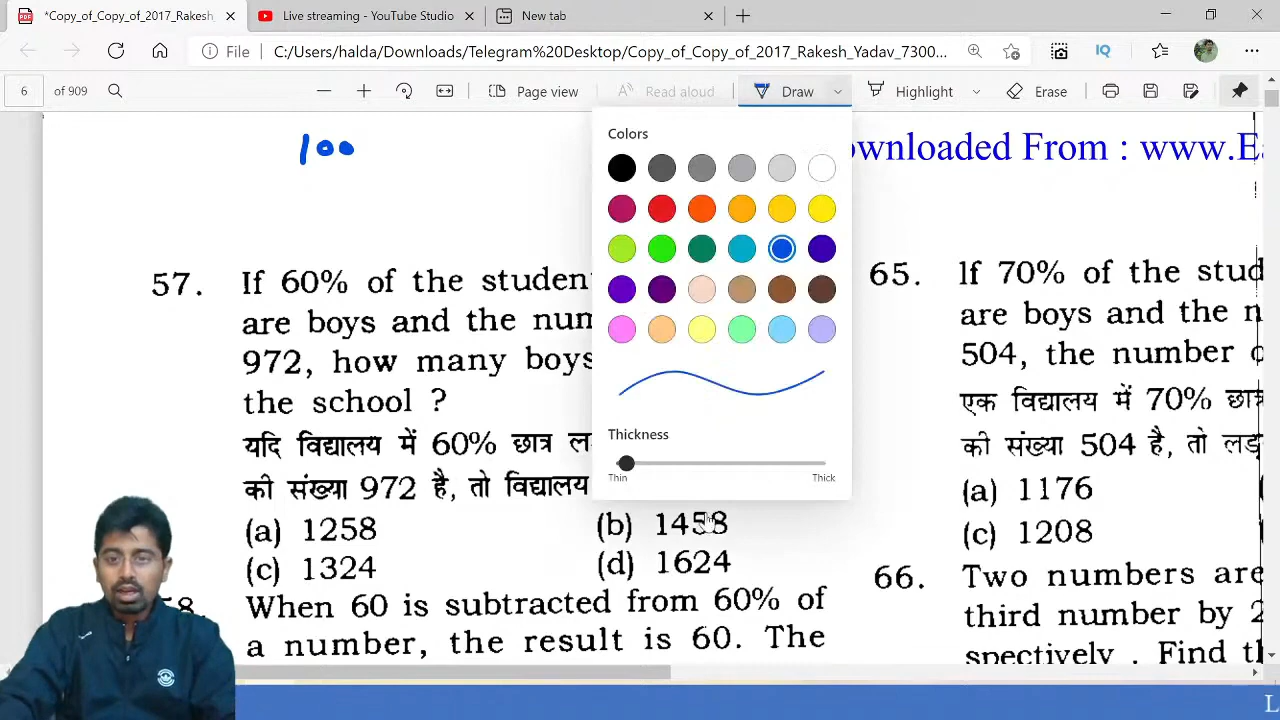 *Copy_of_Copy_of_2017_Rakesh_
Live streaming - YouTube Studio
New tab
File
C:/Users/halda/Downloads/Telegram%20Desktop/Copy_of_Copy_of_2017_Rakesh_Yadav_7300...
IQ
6 of 909
Page view
Read aloud
Draw
Highlight
Erase
100
Colors
Thickness
Thin
Thick
ownloaded From : www.Ea
57. If 60% of the studen
are boys and the num
972, how many boys
the school ?
यदि विद्यालय में 60% छात्र ल
की संख्या 972 है, तो विद्यालय
(a) 1258 (b) 1458
(c) 1324 (d) 1624
58. When 60 is subtracted from 60% of
a number, the result is 60. The
65. If 70% of the stud
are boys and the n
504, the number o
एक विद्यालय में 70% छात्र
की संख्या 504 है, तो लड़
(a) 1176
(c) 1208
66. Two numbers are
third number by 2
spectively . Find th
L